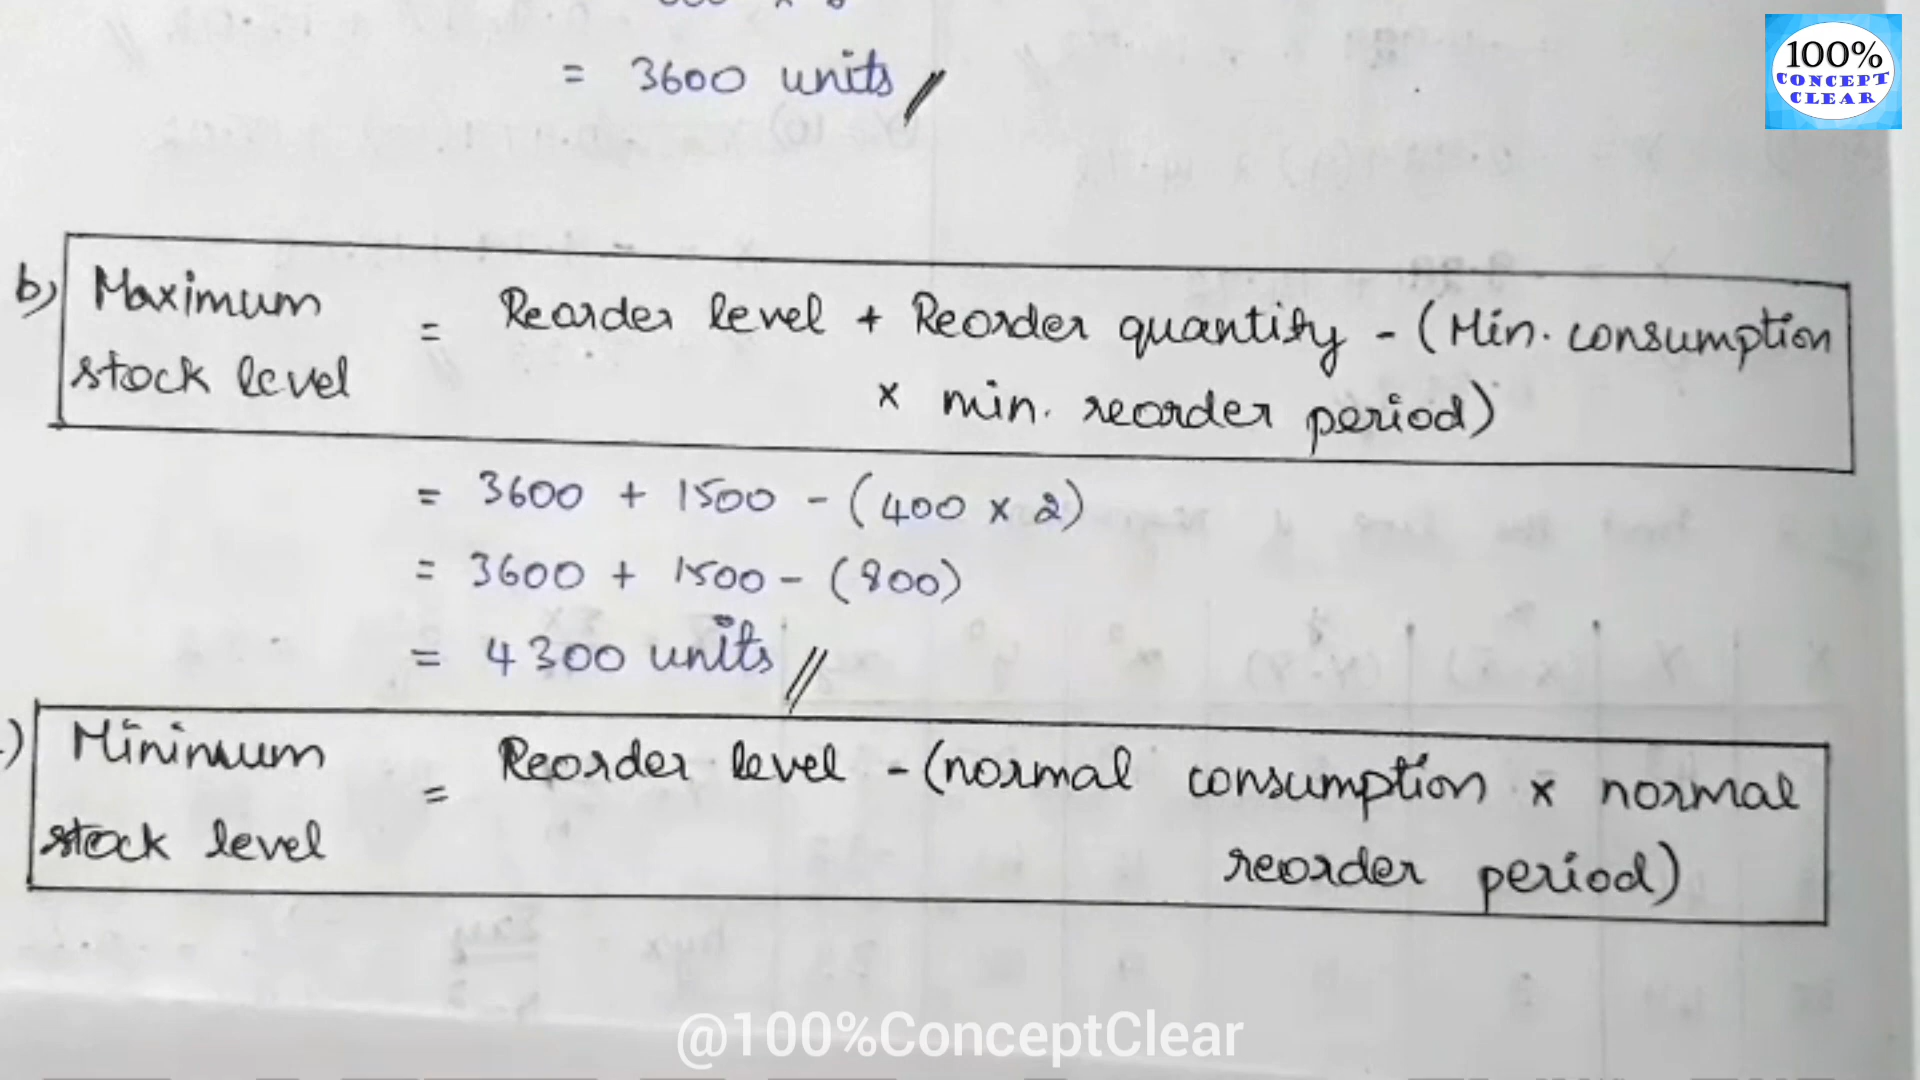 = 3600 units
100%
CONCEPT
CLEAR
b) Maximum stock level = Reorder level + Reorder quantity - (Min. consumption
x min. reorder period)
= 3600 + 1500 - (400 x 2)
= 3600 + 1500 - (800)
= 4300 units
) Minimum stock level = Reorder level - (normal consumption x normal
reorder period)
@100%ConceptClear